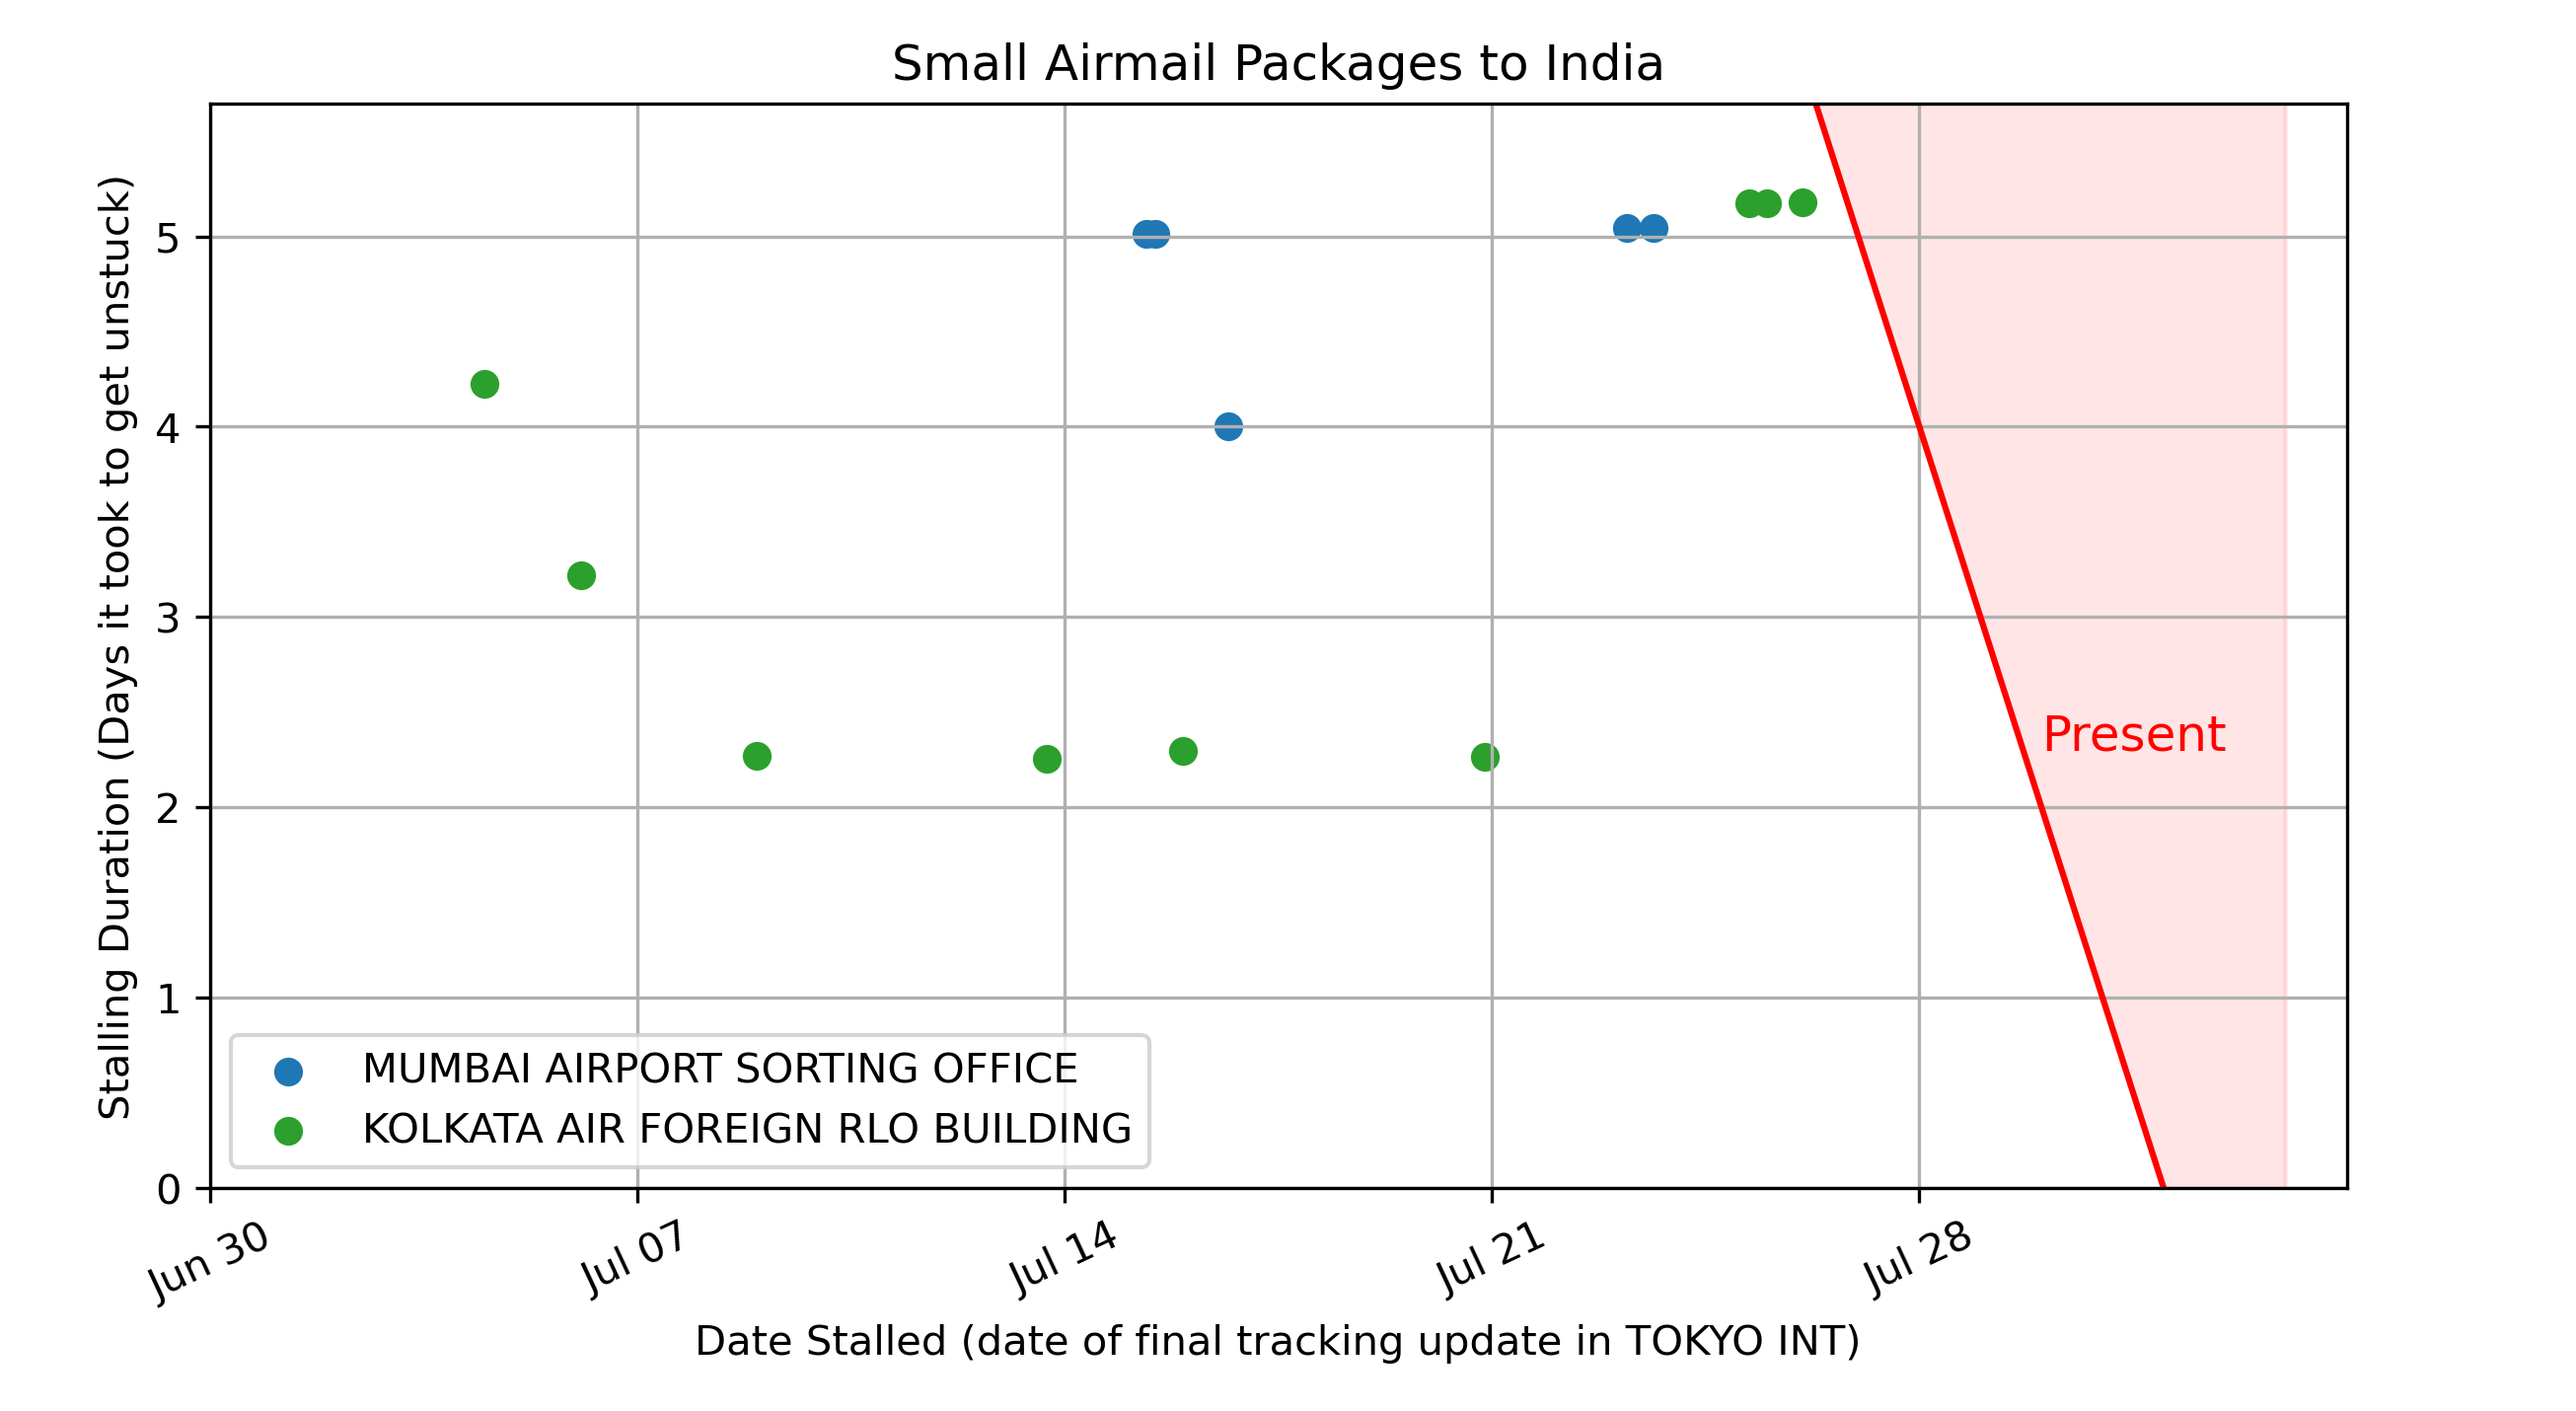 Small Airmail Packages to India
Stalling Duration (Days it took to get unstuck)
5
4
3
2
1
0
Present
MUMBAI AIRPORT SORTING OFFICE
KOLKATA AIR FOREIGN RLO BUILDING
Jun 30
Jul 07
Jul 14
Jul 21
Jul 28
Date Stalled (date of final tracking update in TOKYO INT)